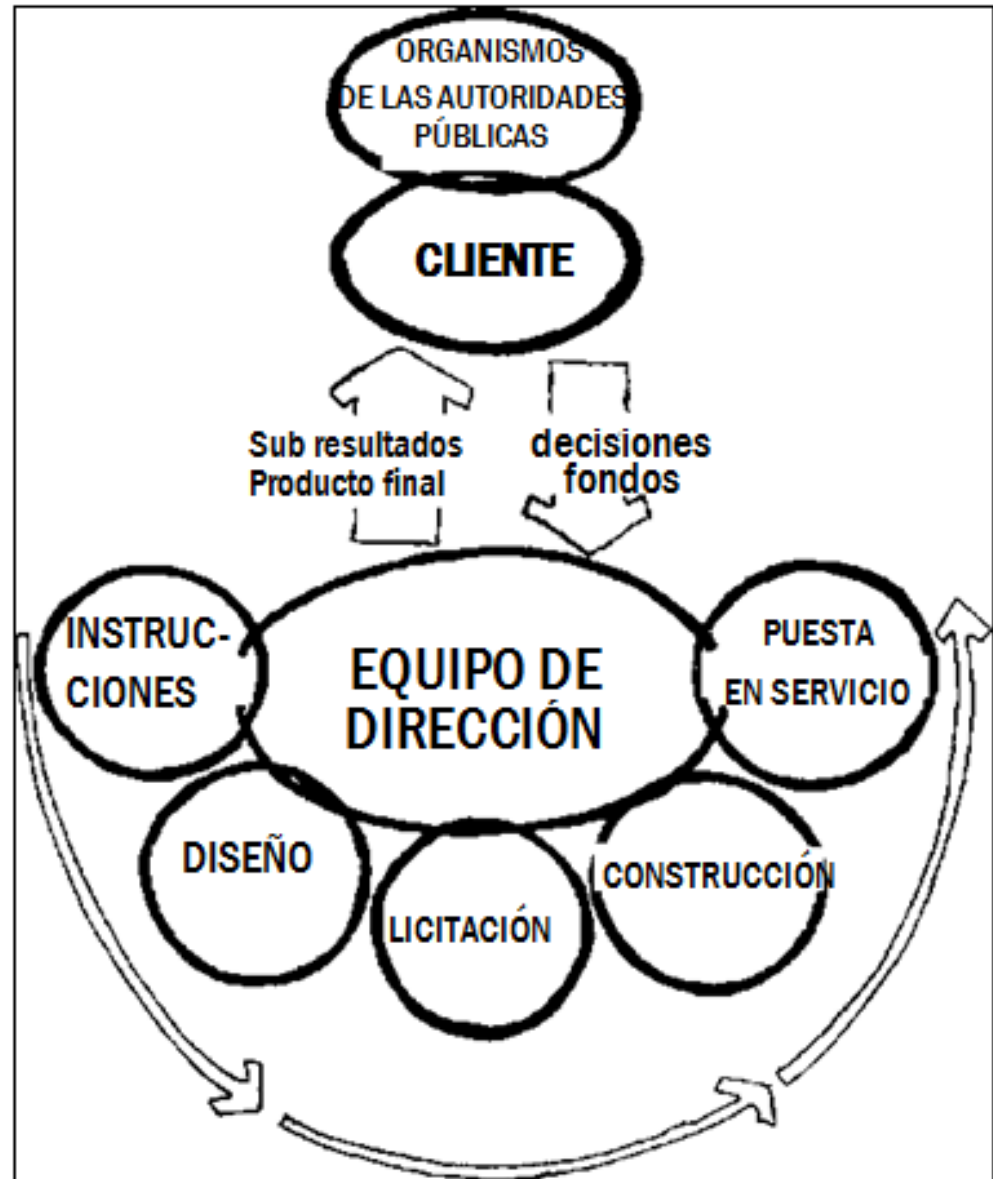 ORGANISMOS
DE LAS AUTORIDADES
PÚBLICAS
CLIENTE
Sub resultados
Producto final
decisiones
fondos
INSTRUC-
CIONES
EQUIPO DE
DIRECCIÓN
PUESTA
EN SERVICIO
DISEÑO
LICITACIÓN
CONSTRUCCIÓN